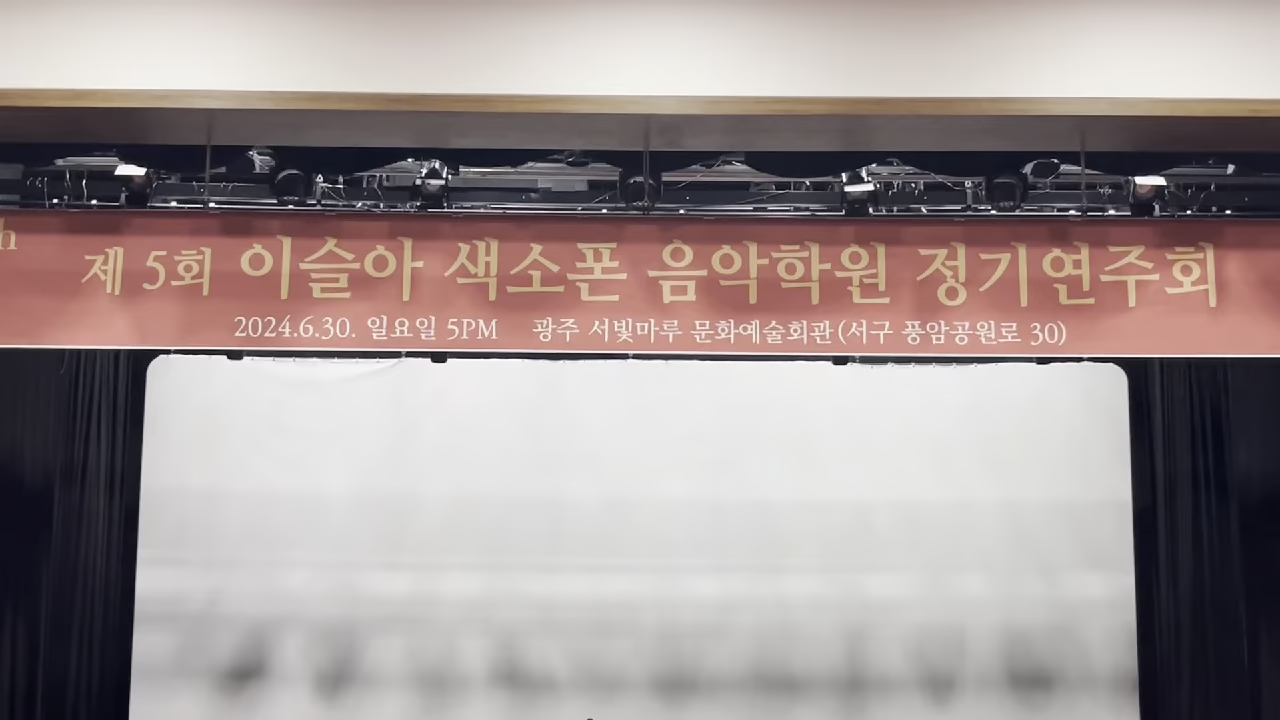 제 5회 이슬아 색소폰 음악학원 정기연주회
2024.6.30. 일요일 5PM 광주 서빛마루 문화예술회관(서구 풍암공원로 30)